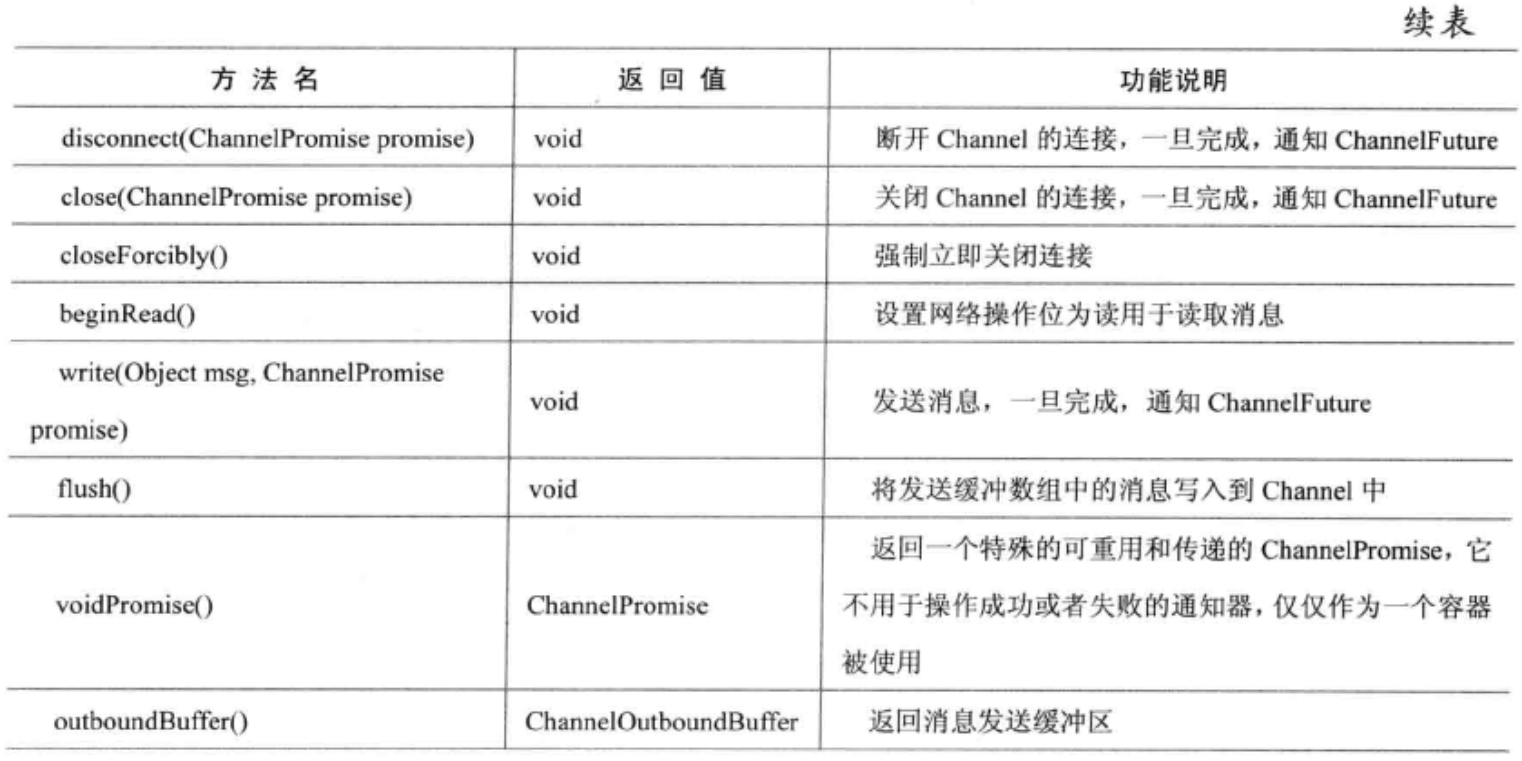 续表
方 法 名 返 回 值 功能说明
disconnect(ChannelPromise promise) void 断开 Channel 的连接，一旦完成，通知 ChannelFuture
close(ChannelPromise promise) void 关闭 Channel 的连接，一旦完成，通知 ChannelFuture
closeForcibly() void 强制立即关闭连接
beginRead() void 设置网络操作位为读用于读取消息
write(Object msg, ChannelPromise
promise) void 发送消息，一旦完成，通知 ChannelFuture
flush() void 将发送缓冲数组中的消息写入到 Channel 中
voidPromise() ChannelPromise 返回一个特殊的可重用和传递的 ChannelPromise，它
不用于操作成功或者失败的通知器，仅仅作为一个容器
被使用
outboundBuffer() ChannelOutboundBuffer 返回消息发送缓冲区